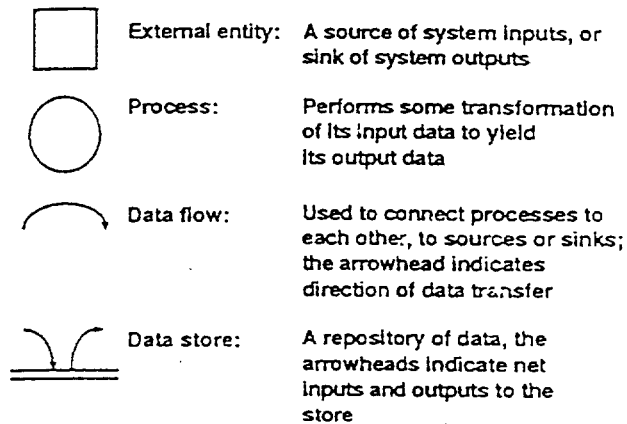 External entity: A source of system inputs, or
sink of system outputs
Process: Performs some transformation
of its input data to yield
its output data
Data flow: Used to connect processes to
each other, to sources or sinks;
the arrowhead indicates
direction of data transfer
Data store: A repository of data, the
arrowheads indicate net
inputs and outputs to the
store